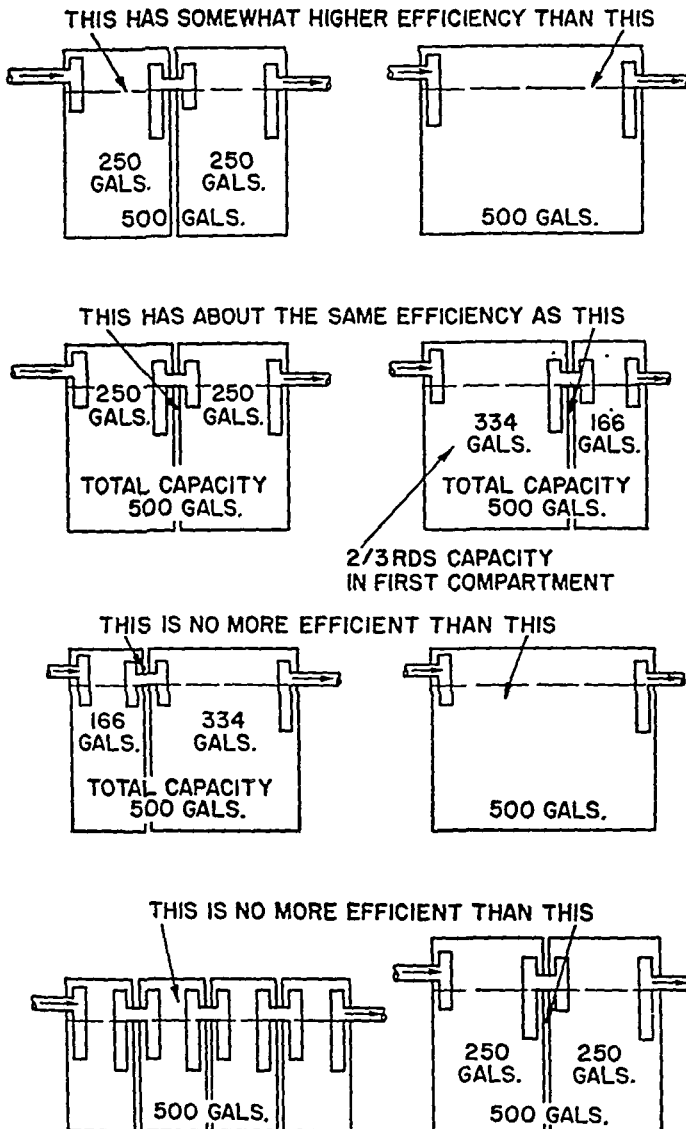 THIS HAS SOMEWHAT HIGHER EFFICIENCY THAN THIS
250 GALS.
250 GALS.
500 GALS.
500 GALS.
THIS HAS ABOUT THE SAME EFFICIENCY AS THIS
250 GALS.
250 GALS.
TOTAL CAPACITY
500 GALS.
334 GALS.
166 GALS.
TOTAL CAPACITY
500 GALS.
2/3RDS CAPACITY
IN FIRST COMPARTMENT
THIS IS NO MORE EFFICIENT THAN THIS
166 GALS.
334 GALS.
TOTAL CAPACITY
500 GALS.
500 GALS.
THIS IS NO MORE EFFICIENT THAN THIS
500 GALS.
250 GALS.
250 GALS.
500 GALS.